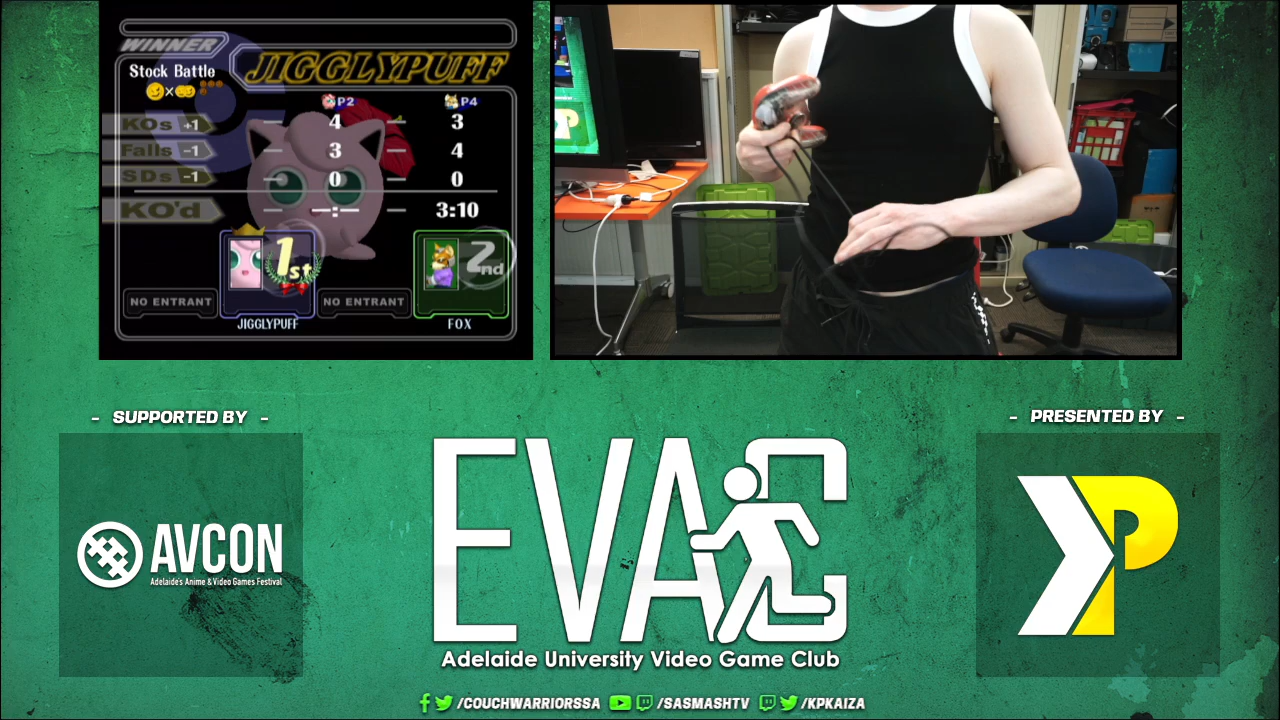 WINNER
JIGGLYPUFF
Stock Battle
P2
P4
KOs +1
4
3
Falls -1
3
4
SDs -1
0
0
KO'd
-:-
3:10
1st
2nd
NO ENTRANT
NO ENTRANT
JIGGLYPUFF
FOX
- SUPPORTED BY -
AVCON
Adelaide's Anime & Video Games Festival
EVAC
Adelaide University Video Game Club
- PRESENTED BY -
KP
/COUCHWARRIORSSA
/SASMASHTV
/KPKAIZA